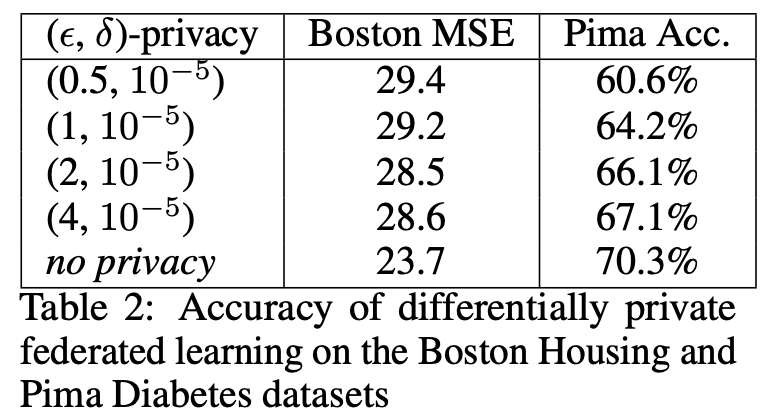 (ϵ, δ)-privacy Boston MSE Pima Acc.
(0.5, 10⁻⁵) 29.4 60.6%
(1, 10⁻⁵) 29.2 64.2%
(2, 10⁻⁵) 28.5 66.1%
(4, 10⁻⁵) 28.6 67.1%
no privacy 23.7 70.3%
Table 2: Accuracy of differentially private
federated learning on the Boston Housing and
Pima Diabetes datasets